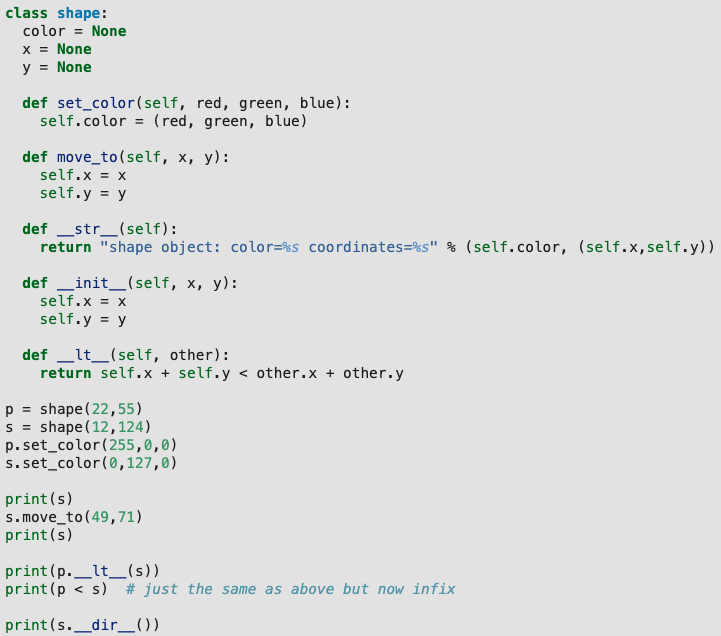 class shape:
  color = None
  x = None
  y = None

  def set_color(self, red, green, blue):
    self.color = (red, green, blue)

  def move_to(self, x, y):
    self.x = x
    self.y = y

  def __str__(self):
    return "shape object: color=%s coordinates=%s" % (self.color, (self.x,self.y))

  def __init__(self, x, y):
    self.x = x
    self.y = y

  def __lt__(self, other):
    return self.x + self.y < other.x + other.y

p = shape(22,55)
s = shape(12,124)
p.set_color(255,0,0)
s.set_color(0,127,0)

print(s)
s.move_to(49,71)
print(s)

print(p.__lt__(s))
print(p < s)  # just the same as above but now infix

print(s.__dir__())